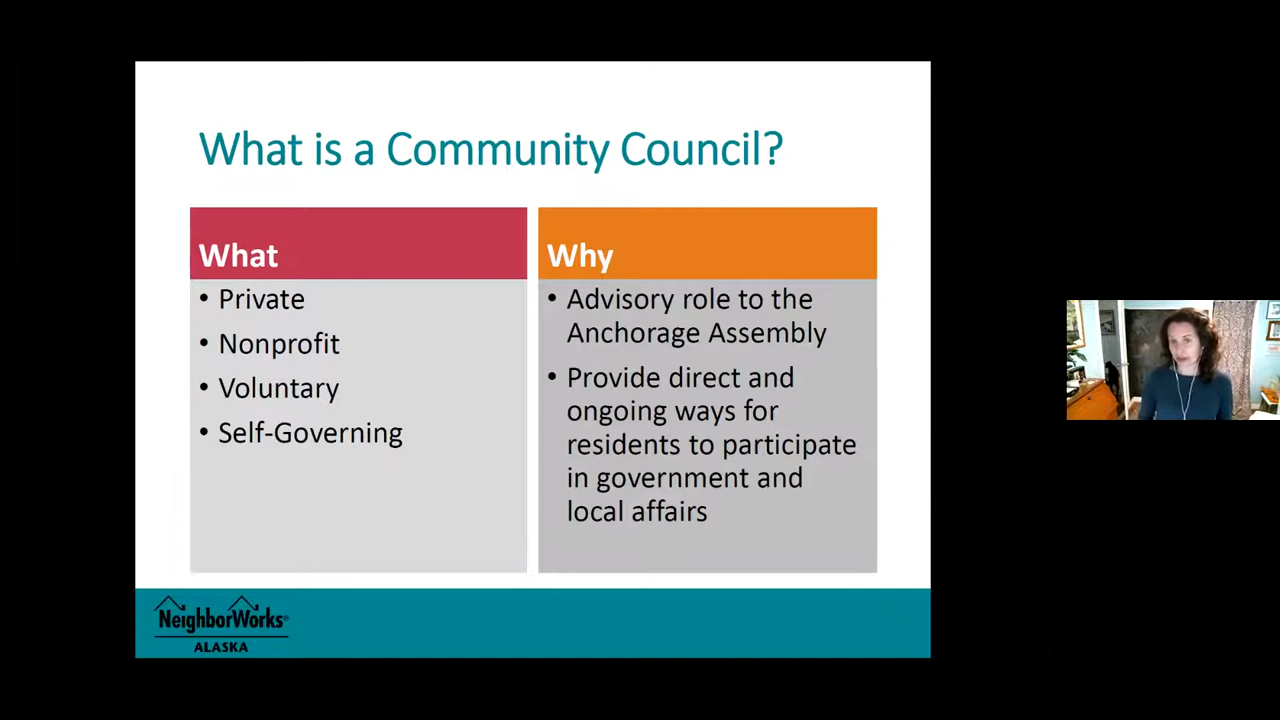 What is a Community Council?
What
• Private
• Nonprofit
• Voluntary
• Self-Governing
Why
• Advisory role to the
Anchorage Assembly
• Provide direct and
ongoing ways for
residents to participate
in government and
local affairs
NeighborWorks®
ALASKA